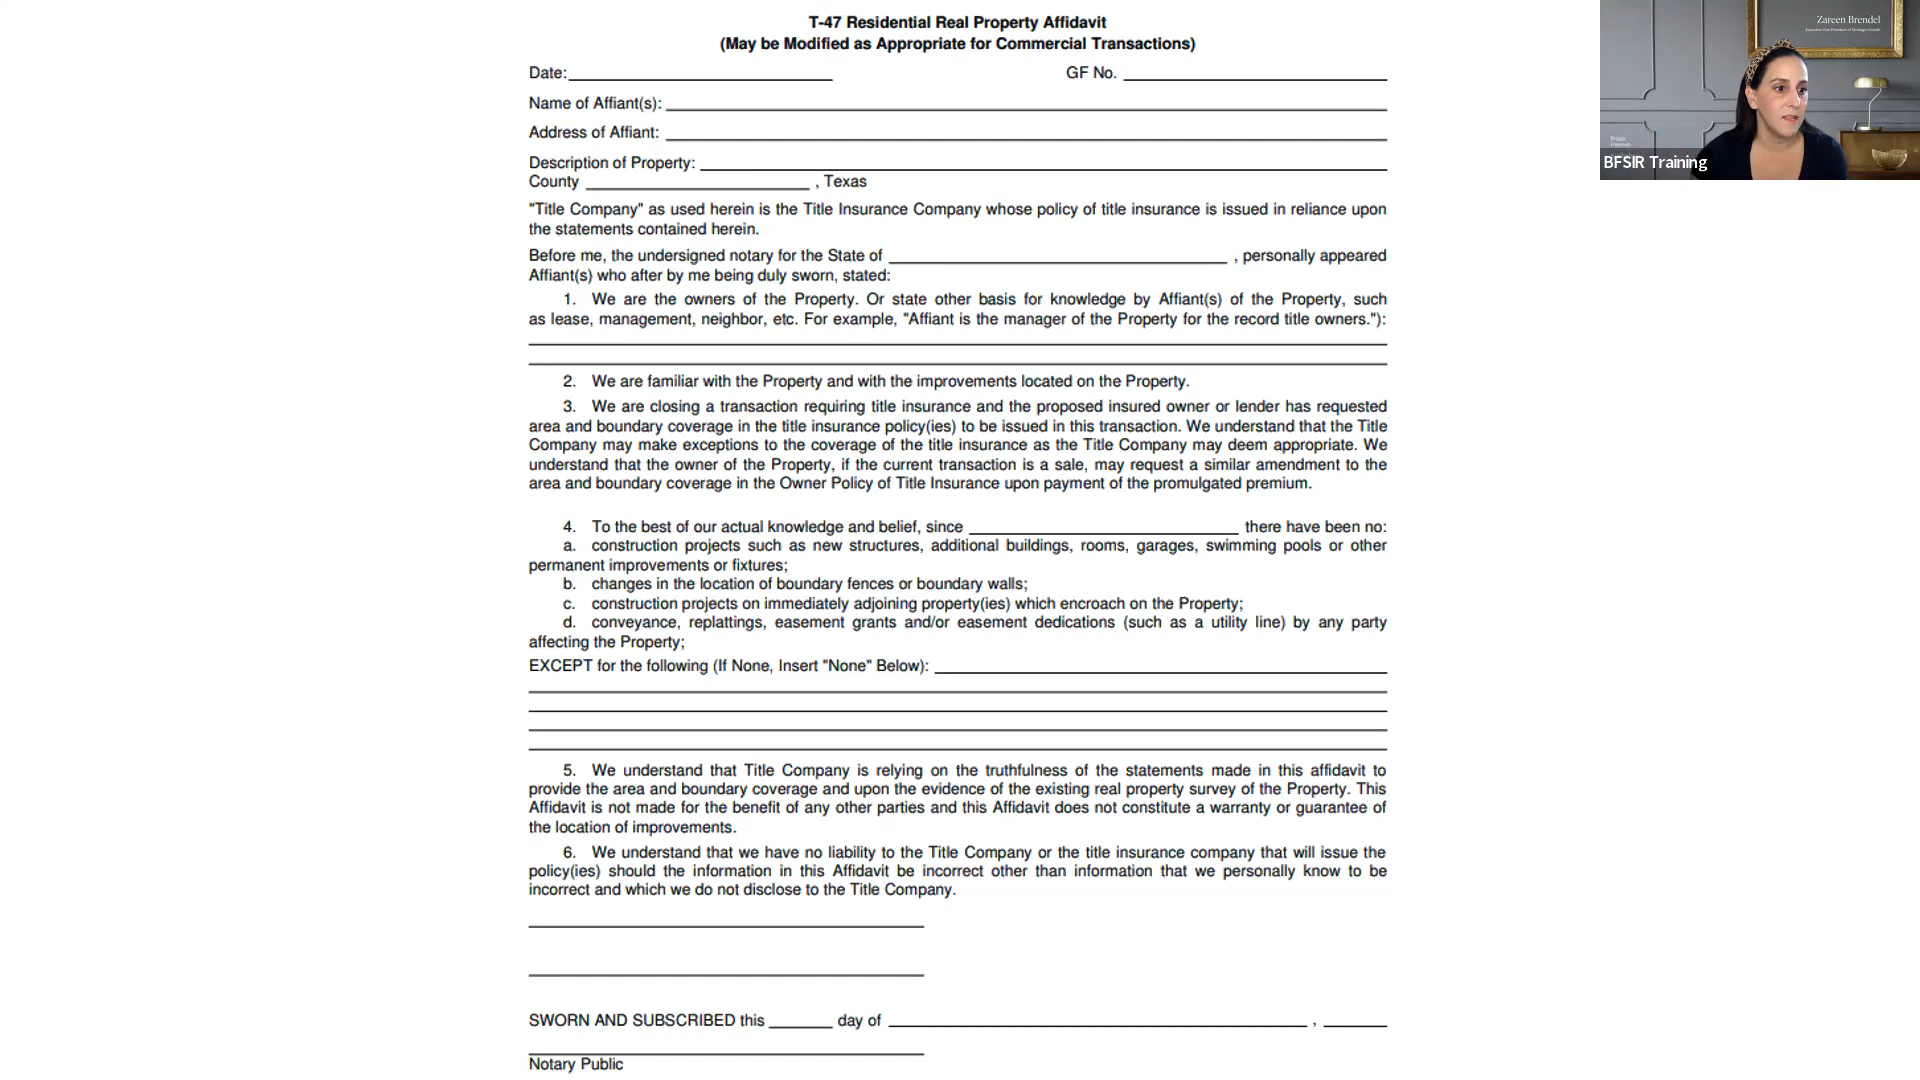 T-47 Residential Real Property Affidavit
(May be Modified as Appropriate for Commercial Transactions)
Date: GF No.
Name of Affiant(s):
Address of Affiant:
Description of Property:
County , Texas
"Title Company" as used herein is the Title Insurance Company whose policy of title insurance is issued in reliance upon
the statements contained herein.
Before me, the undersigned notary for the State of , personally appeared
Affiant(s) who after by me being duly sworn, stated:
1. We are the owners of the Property. Or state other basis for knowledge by Affiant(s) of the Property, such
as lease, management, neighbor, etc. For example, "Affiant is the manager of the Property for the record title owners."):
2. We are familiar with the Property and with the improvements located on the Property.
3. We are closing a transaction requiring title insurance and the proposed insured owner or lender has requested
area and boundary coverage in the title insurance policy(ies) to be issued in this transaction. We understand that the Title
Company may make exceptions to the coverage of the title insurance as the Title Company may deem appropriate. We
understand that the owner of the Property, if the current transaction is a sale, may request a similar amendment to the
area and boundary coverage in the Owner Policy of Title Insurance upon payment of the promulgated premium.
4. To the best of our actual knowledge and belief, since there have been no:
a. construction projects such as new structures, additional buildings, rooms, garages, swimming pools or other
permanent improvements or fixtures;
b. changes in the location of boundary fences or boundary walls;
c. construction projects on immediately adjoining property(ies) which encroach on the Property;
d. conveyance, replattings, easement grants and/or easement dedications (such as a utility line) by any party
affecting the Property;
EXCEPT for the following (If None, Insert "None" Below):
5. We understand that Title Company is relying on the truthfulness of the statements made in this affidavit to
provide the area and boundary coverage and upon the evidence of the existing real property survey of the Property. This
Affidavit is not made for the benefit of any other parties and this Affidavit does not constitute a warranty or guarantee of
the location of improvements.
6. We understand that we have no liability to the Title Company or the title insurance company that will issue the
policy(ies) should the information in this Affidavit be incorrect other than information that we personally know to be
incorrect and which we do not disclose to the Title Company.
SWORN AND SUBSCRIBED this day of ,
Notary Public
Zareen Brendel
Executive Vice President of Strategic Growth
Briggs
Freeman
BFSIR Training